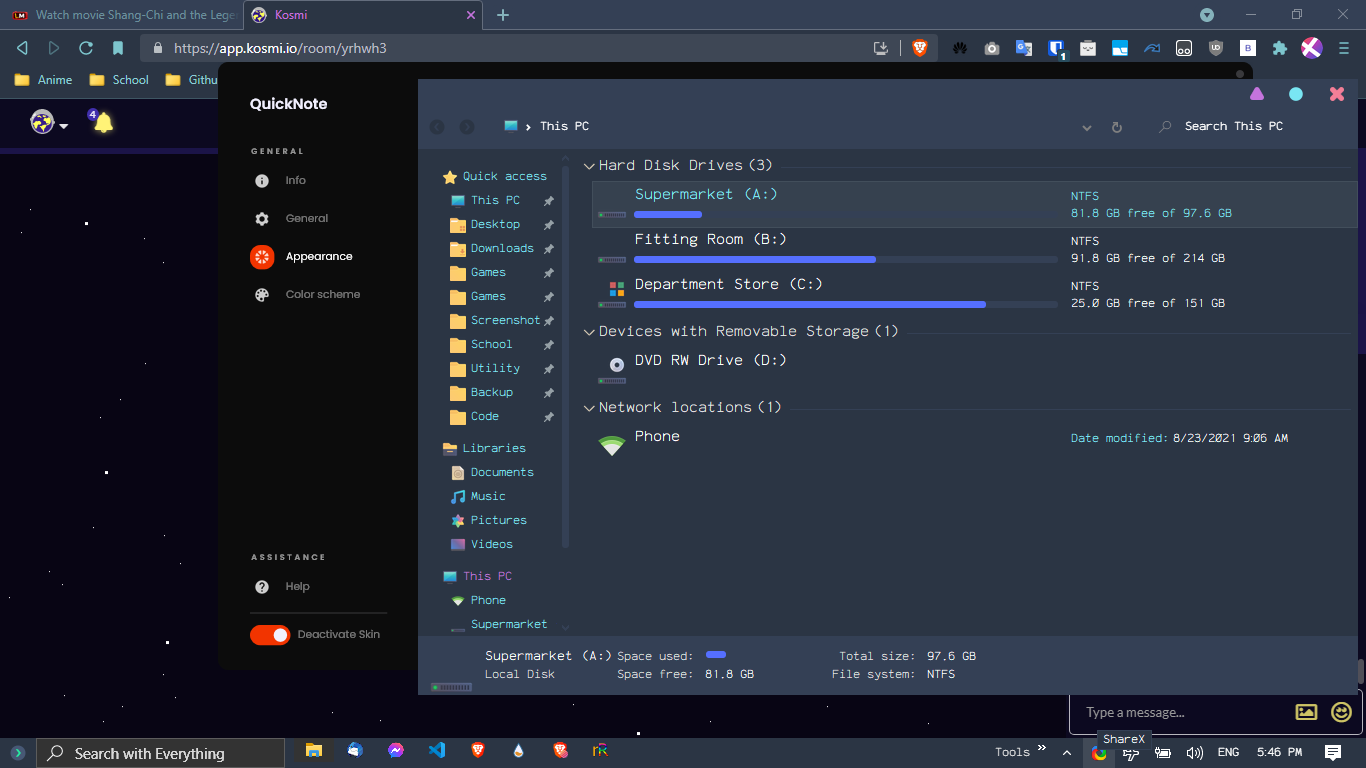 Watch movie Shang-Chi and the Lege
Kosmi
https://app.kosmi.io/room/yrhwh3
1
Anime
School
Githu
4
QuickNote
GENERAL
Info
General
Appearance
Color scheme
ASSISTANCE
Help
Deactivate Skin
This PC
Search This PC
Quick access
This PC
Desktop
Downloads
Games
Games
Screenshot
School
Utility
Backup
Code
Libraries
Documents
Music
Pictures
Videos
This PC
Phone
Supermarket
Hard Disk Drives (3)
Supermarket (A:)
NTFS
81.8 GB free of 97.6 GB
Fitting Room (B:)
NTFS
91.8 GB free of 214 GB
Department Store (C:)
NTFS
25.0 GB free of 151 GB
Devices with Removable Storage (1)
DVD RW Drive (D:)
Network locations (1)
Phone
Date modified: 8/23/2021 9:06 AM
Supermarket (A:) Space used: Total size: 97.6 GB
Local Disk Space free: 81.8 GB File system: NTFS
Type a message...
ShareX
Search with Everything
Tools
ENG
5:46 PM